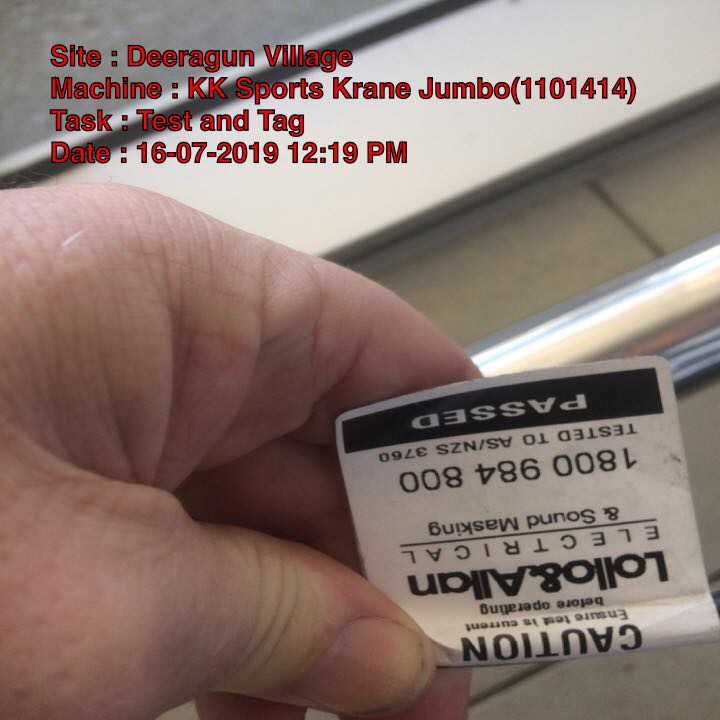 Site : Deeragun Village
Machine : KK Sports Krane Jumbo(1101414)
Task : Test and Tag
Date : 16-07-2019 12:19 PM
CAUTION
Ensure test is current
before operating
Lollo&Allan
ELECTRICAL
& Sound Masking
1800 984 800
TESTED TO AS/NZS 3760
PASSED